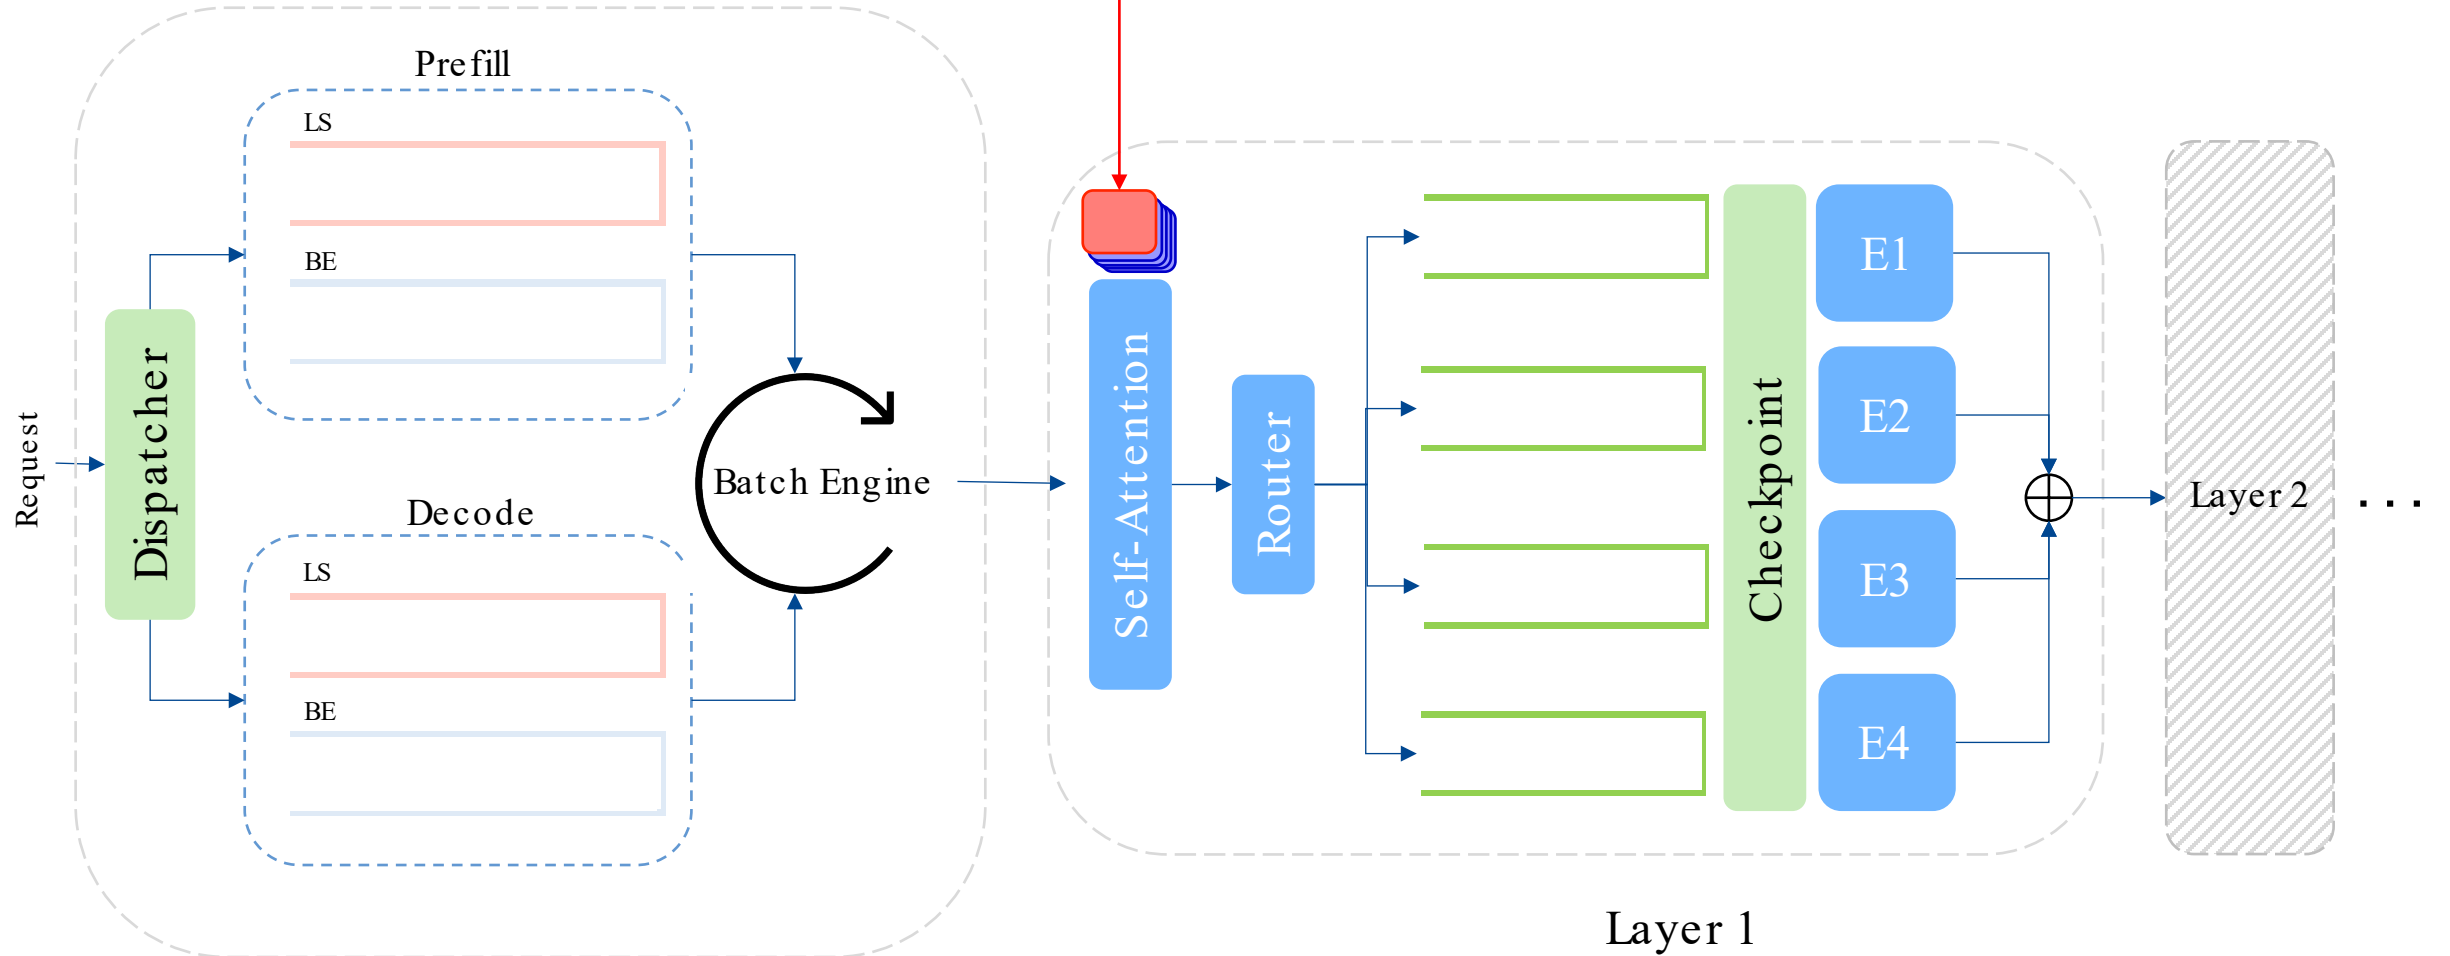 Request
Dispatcher
Prefill
LS
BE
Decode
LS
BE
Batch Engine
Self-Attention
Router
Checkpoint
E1
E2
E3
E4
Layer 1
Layer 2
...